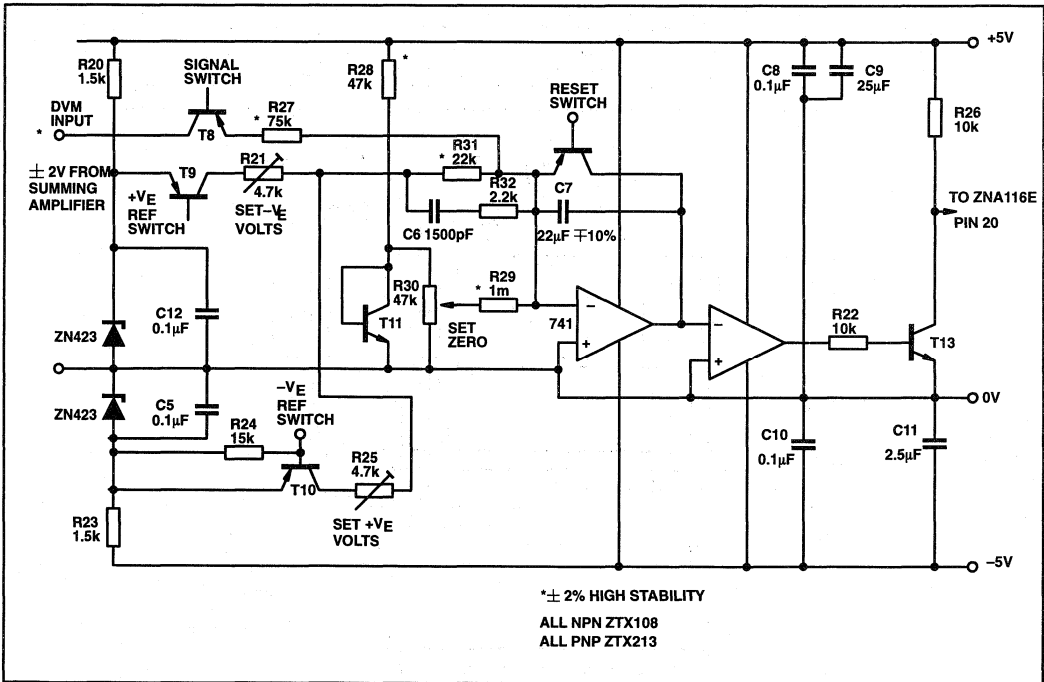 +5V
R20
1.5k
SIGNAL
SWITCH
R28
47k
*
C8
0.1µF
C9
25µF
RESET
SWITCH
DVM
INPUT
*
T8
* R27
75k
R26
10k
± 2V FROM
SUMMING
AMPLIFIER
T9
R21
4.7k
* R31
22k
R32
2.2k
C7
22µF ∓10%
TO ZNA116E
PIN 20
+VE
REF
SWITCH
SET–VE
VOLTS
C6 1500pF
R30
47k
* R29
1m
SET
ZERO
T11
741
–
+
–
+
R22
10k
T13
ZN423
C12
0.1µF
ZN423
C5
0.1µF
–VE
REF
SWITCH
0V
R24
15k
T10
R25
4.7k
SET +VE
VOLTS
C10
0.1µF
C11
2.5µF
R23
1.5k
–5V
*± 2% HIGH STABILITY
ALL NPN ZTX108
ALL PNP ZTX213